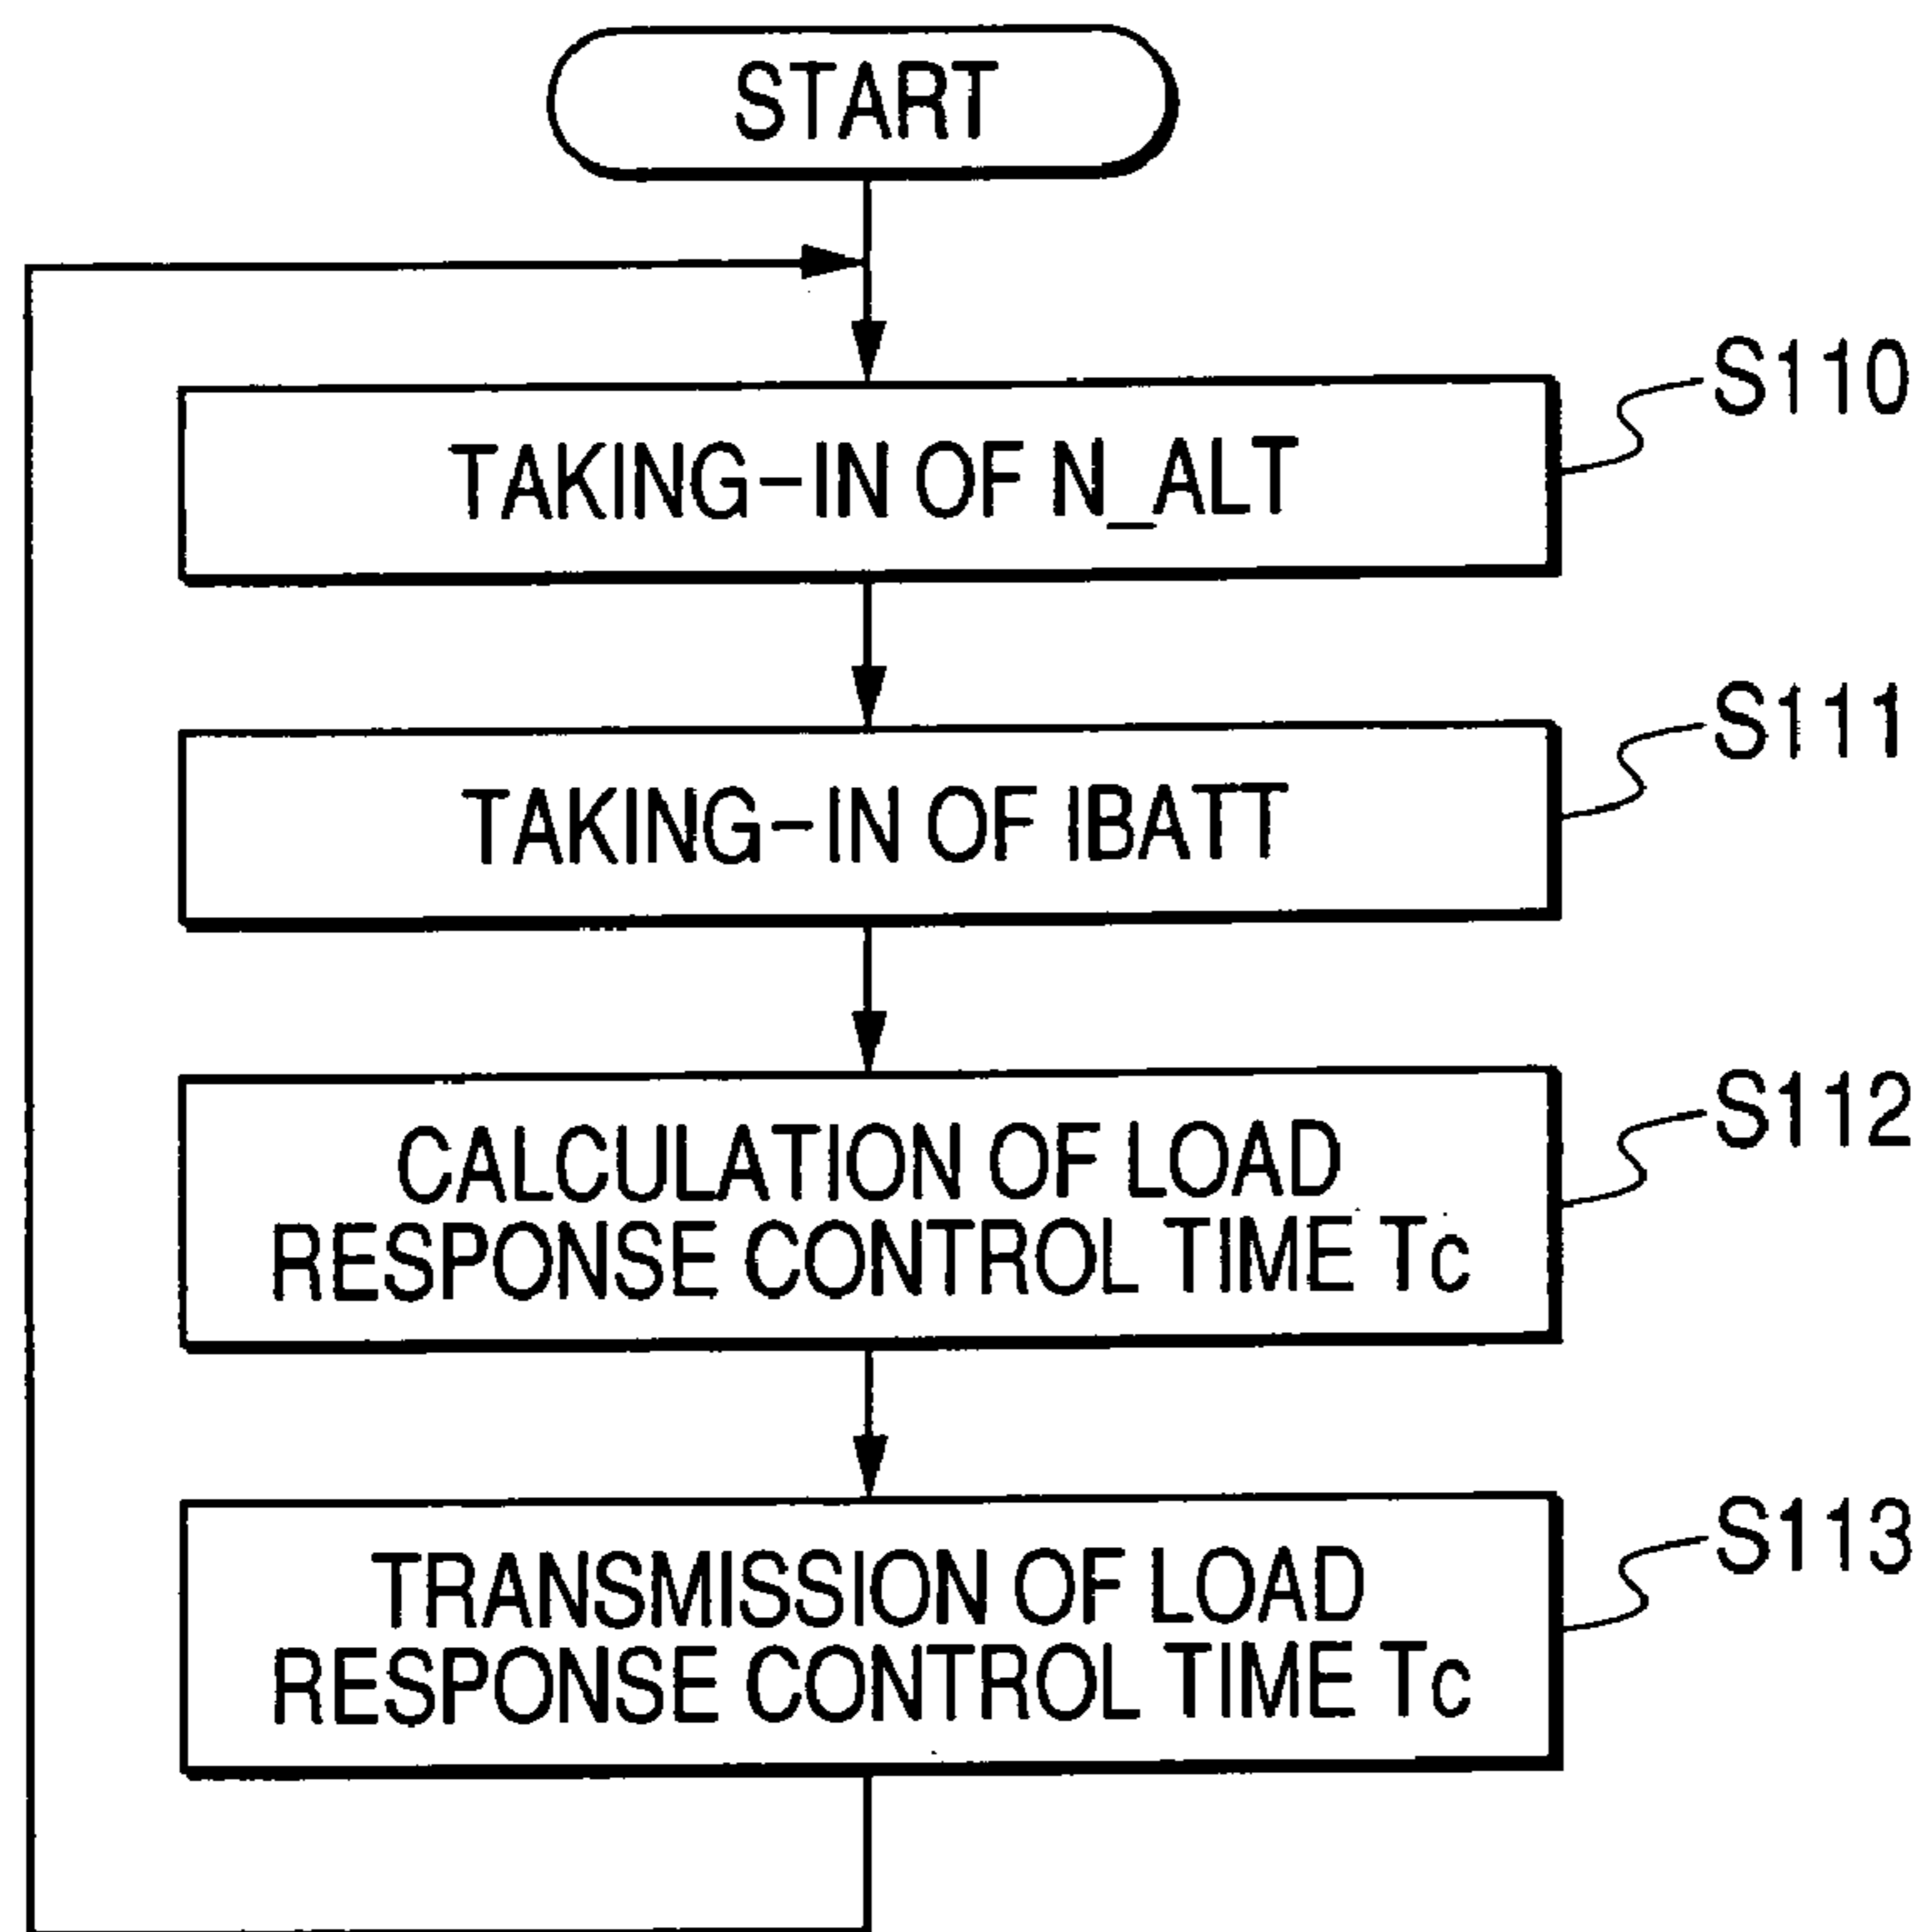 START
S110
TAKING-IN OF N_ALT
S111
TAKING-IN OF IBATT
S112
CALCULATION OF LOAD
RESPONSE CONTROL TIME Tc
S113
TRANSMISSION OF LOAD
RESPONSE CONTROL TIME Tc